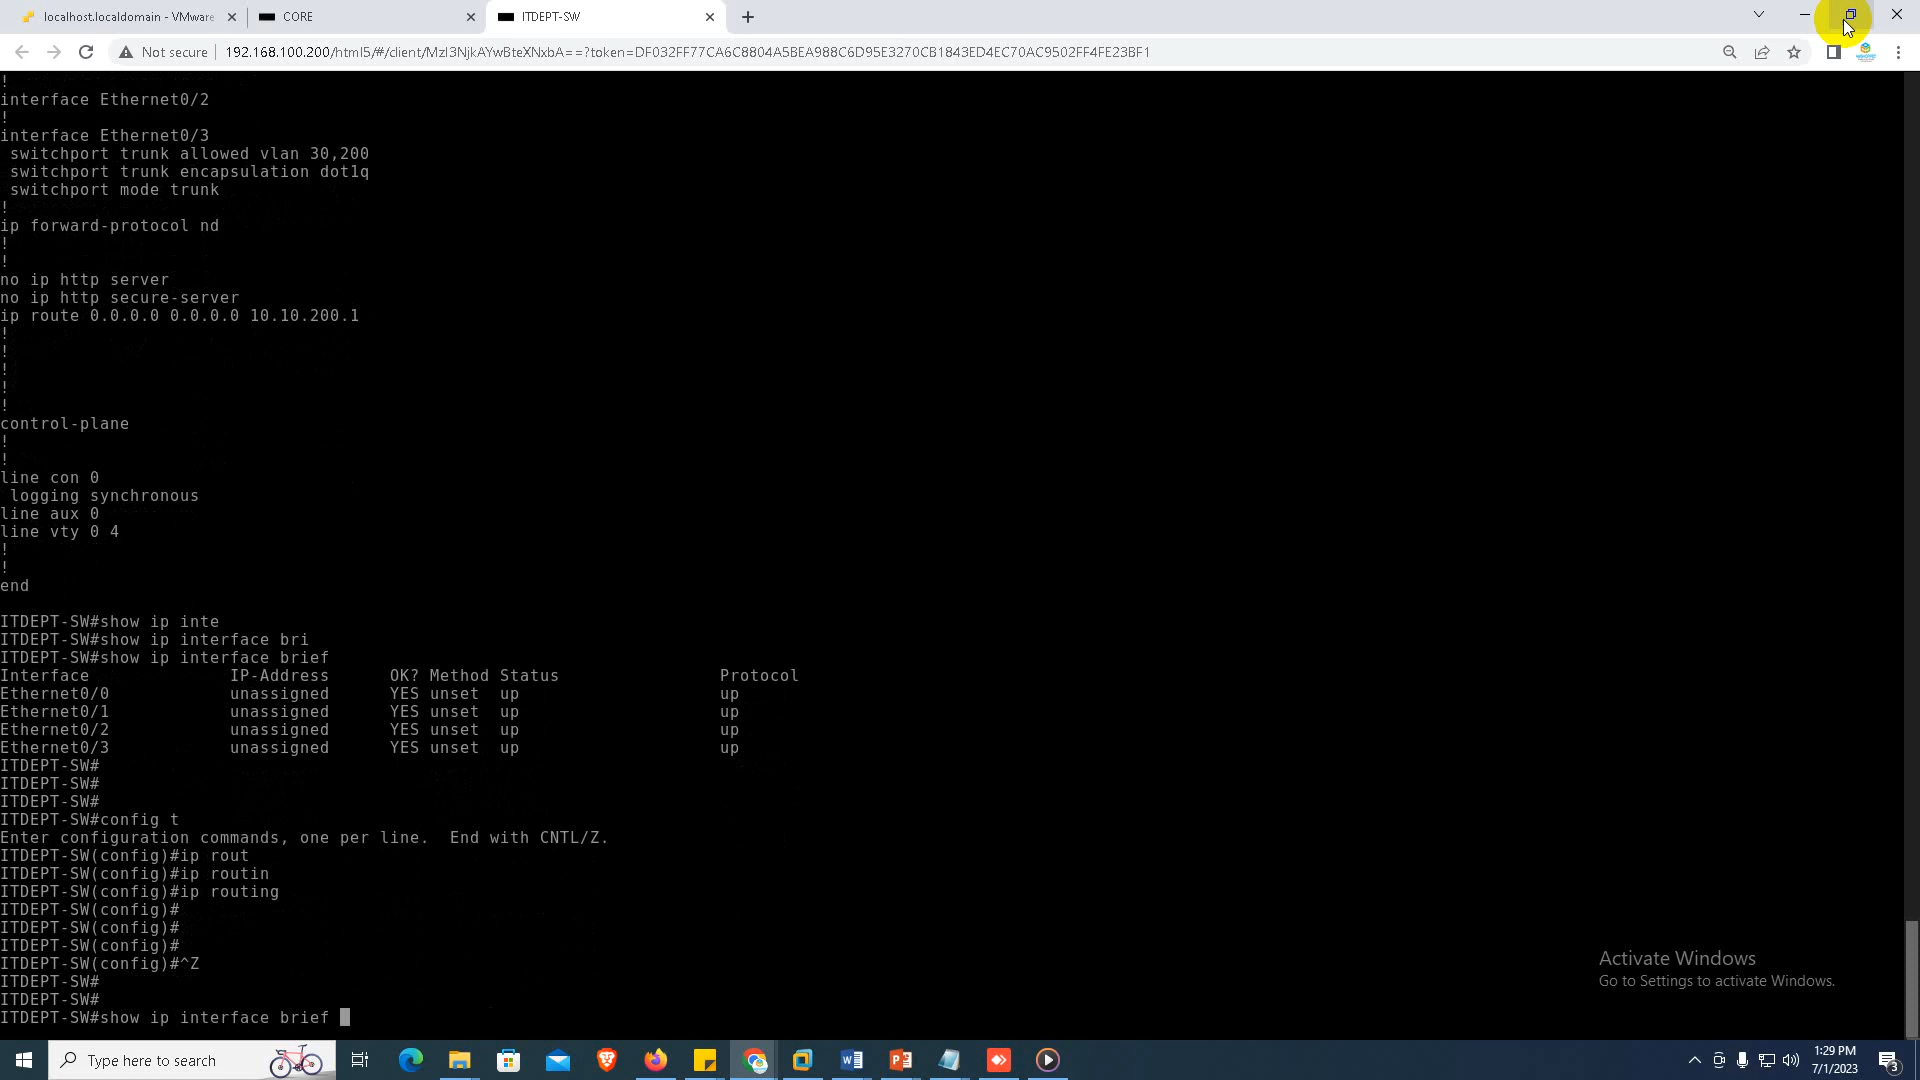 localhost.localdomain - VMware
CORE
ITDEPT-SW
Not secure
192.168.100.200/html5/#/client/MzI3NjkAYwBteXNxbA==?token=DF032FF77CA6C8804A5BEA988C6D95E3270CB1843ED4EC70AC9502FF4FE23BF1
!
interface Ethernet0/2
!
interface Ethernet0/3
switchport trunk allowed vlan 30,200
switchport trunk encapsulation dot1q
switchport mode trunk
!
ip forward-protocol nd
!
!
no ip http server
no ip http secure-server
ip route 0.0.0.0 0.0.0.0 10.10.200.1
!
!
!
!
!
control-plane
!
!
line con 0
logging synchronous
line aux 0
line vty 0 4
!
!
end
ITDEPT-SW#show ip inte
ITDEPT-SW#show ip interface bri
ITDEPT-SW#show ip interface brief
Interface IP-Address OK? Method Status Protocol
Ethernet0/0 unassigned YES unset up up
Ethernet0/1 unassigned YES unset up up
Ethernet0/2 unassigned YES unset up up
Ethernet0/3 unassigned YES unset up up
ITDEPT-SW#
ITDEPT-SW#
ITDEPT-SW#
ITDEPT-SW#config t
Enter configuration commands, one per line. End with CNTL/Z.
ITDEPT-SW(config)#ip rout
ITDEPT-SW(config)#ip routin
ITDEPT-SW(config)#ip routing
ITDEPT-SW(config)#
ITDEPT-SW(config)#
ITDEPT-SW(config)#
ITDEPT-SW(config)#^Z
ITDEPT-SW#
ITDEPT-SW#
ITDEPT-SW#show ip interface brief
Activate Windows
Go to Settings to activate Windows.
Type here to search
1:29 PM
7/1/2023
3